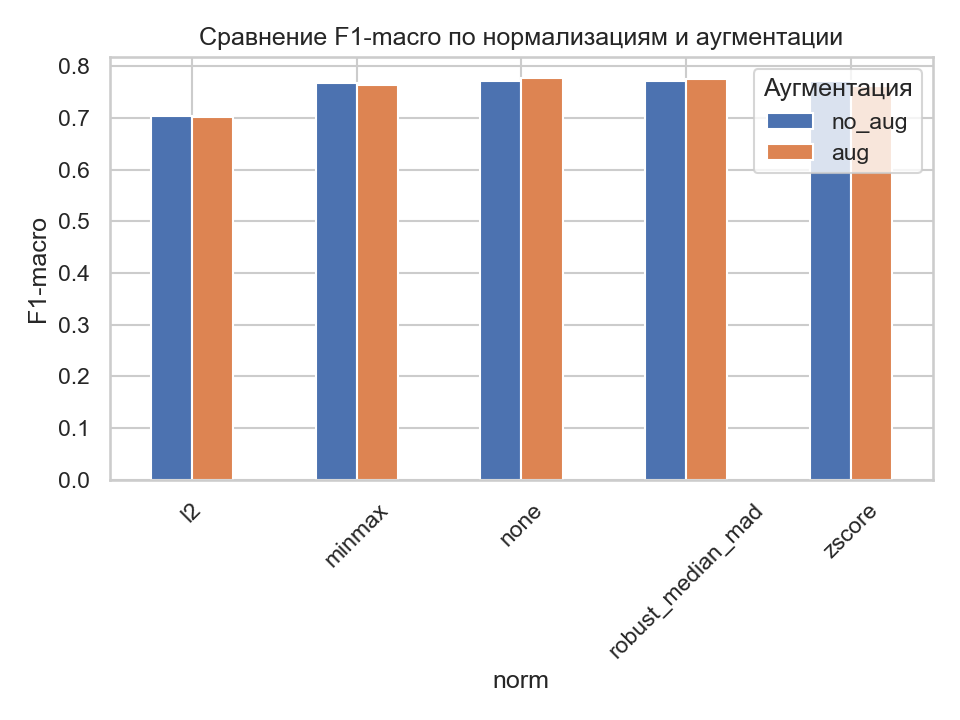 Сравнение F1-macro по нормализациям и аугментации
F1-macro
0.8
0.7
0.6
0.5
0.4
0.3
0.2
0.1
0.0
Аугментация
no_aug
aug
l2
minmax
none
robust_median_mad
zscore
norm